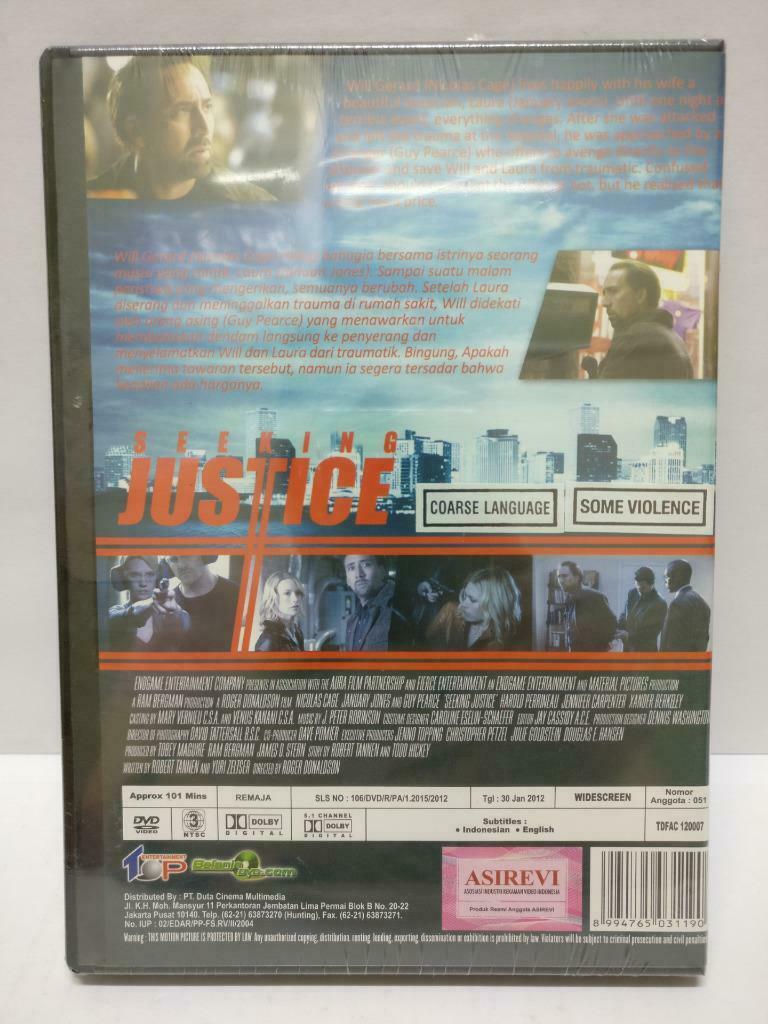 Will Gerard (Nicolas Cage) lives happily with his wife a
beautiful musician, Laura (January Jones). Until one night
terrible event, everything changes. After she was attacked
and left the trauma at the hospital, he was approached by a
(Guy Pearce) who offers to avenge directly to the
and save Will and Laura from traumatic. Confused
not, but he realised that
a price.
Will Gerard (Nicolas Cage) bahagia bersama istrinya seorang
musisi yang cantik, Laura (January Jones). Sampai suatu malam
peristiwa yang mengerikan, semuanya berubah. Setelah Laura
diserang dan meninggalkan trauma di rumah sakit, Will didekati
oleh orang asing (Guy Pearce) yang menawarkan untuk
membalaskan dendam langsung ke penyerang dan
menyelamatkan Will dan Laura dari traumatik. Bingung, Apakah
menerima tawaran tersebut, namun ia segera tersadar bahwa
keadilan ada harganya.
SEEKING
JUSTICE
COARSE LANGUAGE
SOME VIOLENCE
ENDGAME ENTERTAINMENT COMPANY PRESENTS IN ASSOCIATION WITH THE AURA FILM PARTNERSHIP AND FIERCE ENTERTAINMENT AN ENDGAME ENTERTAINMENT AND MATERIAL PICTURES PRODUCTION
A RAM BERGMAN PRODUCTION A ROGER DONALDSON FILM NICOLAS CAGE JANUARY JONES AND GUY PEARCE 'SEEKING JUSTICE' HAROLD PERRINEAU JENNIFER CARPENTER XANDER BERKELEY
CASTING BY MARY VERNIEU C.S.A. AND VENUS KANANI C.S.A. MUSIC BY J. PETER ROBINSON COSTUME DESIGNER CAROLINE ESELIN-SCHAEFER EDITOR JAY CASSIDY A.C.E. PRODUCTION DESIGNER DENNIS WASHINGTON
DIRECTOR OF PHOTOGRAPHY DAVID TATTERSALL B.S.C. CO-PRODUCER DAVE POMIER EXECUTIVE PRODUCERS JENNO TOPPING CHRISTOPHER PETZEL JULIE GOLDSTEIN DOUGLAS E. HANSEN
PRODUCED BY TOBEY MAGUIRE RAM BERGMAN JAMES D. STERN STORY BY ROBERT TANNEN AND TODD HICKEY
WRITTEN BY ROBERT TANNEN AND YURI ZELTSER DIRECTED BY ROGER DONALDSON
Approx 101 Mins REMAJA SLS NO : 106/DVD/R/PA/1.2015/2012 Tgl : 30 Jan 2012 WIDESCREEN Nomor
Anggota : 051
DVD VIDEO 3 NTSC DOLBY DIGITAL 5.1 CHANNEL DOLBY DIGITAL Subtitles :
• Indonesian • English TDFAC 120007
TOP ENTERTAINMENT Belanja dvd.com
Distributed By : PT. Duta Cinema Multimedia
Jl. K.H. Moh. Mansyur 11 Perkantoran Jembatan Lima Permai Blok B No. 20-22
Jakarta Pusat 10140. Telp. (62-21) 63873270 (Hunting), Fax. (62-21) 63873271.
No. IUP : 02/EDAR/PP-FS.RV/II/2004
ASIREVI
ASOSIASI INDUSTRI REKAMAN VIDEO INDONESIA
Produk Resmi Anggota ASIREVI
8 994765 031190
Warning : THIS MOTION PICTURE IS PROTECTED BY LAW Any unauthorized copying, distribution, renting, lending, exporting, dissemination or exhibition is prohibited by law. Violators will be subject to criminal prosecution and civil penalties